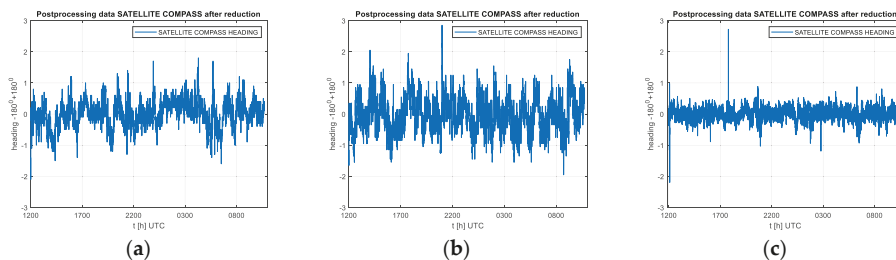 Postprocessing data SATELLITE COMPASS after reduction
SATELLITE COMPASS HEADING
heading -180⁰+180⁰
3
2
1
0
-1
-2
-3
1200 1700 2200 0300 0800
t [h] UTC
(a)
Postprocessing data SATELLITE COMPASS after reduction
SATELLITE COMPASS HEADING
heading -180⁰+180⁰
3
2
1
0
-1
-2
-3
1200 1700 2200 0300 0800
t [h] UTC
(b)
Postprocessing data SATELLITE COMPASS after reduction
SATELLITE COMPASS HEADING
heading -180⁰+180⁰
3
2
1
0
-1
-2
-3
1200 1700 2200 0300 0800
t [h] UTC
(c)